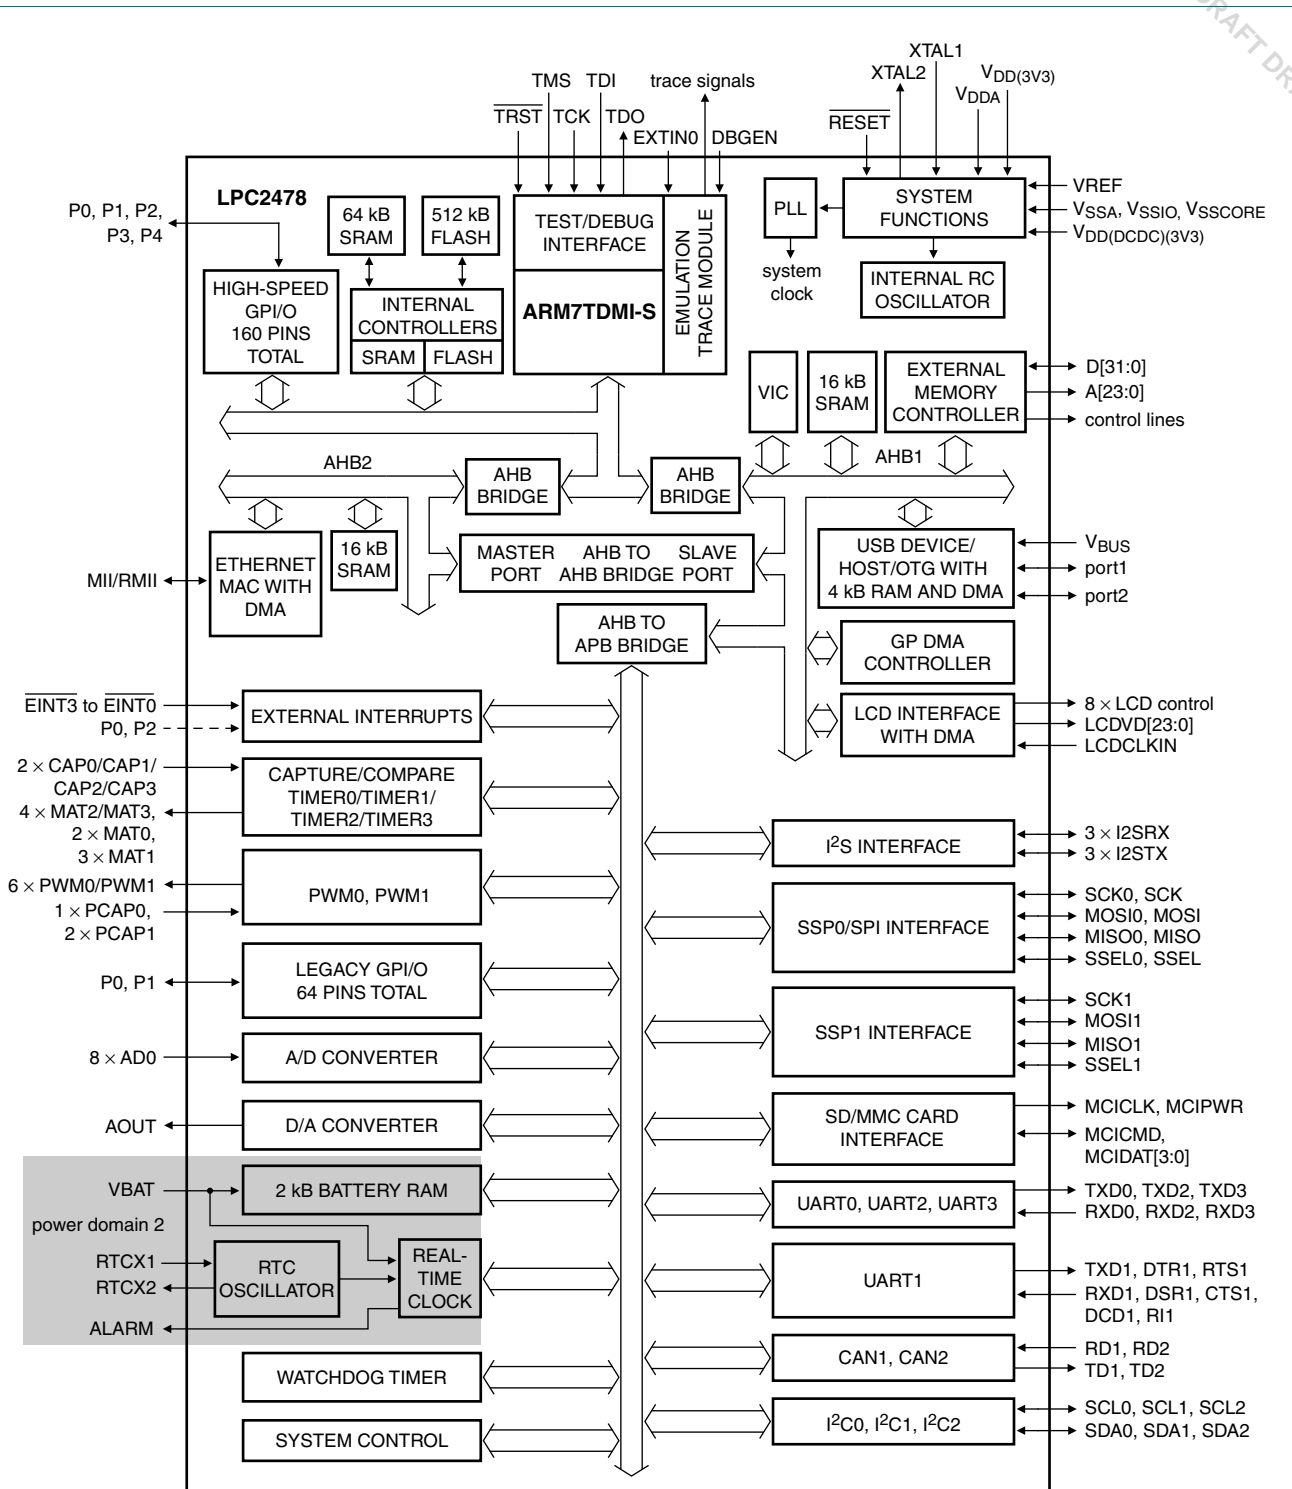 DRAFT DR
XTAL1
XTAL2
VDD(3V3)
VDDA
TMS TDI trace signals
TRST TCK TDO
EXTIN0 DBGEN
RESET
LPC2478
P0, P1, P2,
P3, P4
64 kB
SRAM
512 kB
FLASH
TEST/DEBUG
INTERFACE
EMULATION
TRACE MODULE
PLL
SYSTEM
FUNCTIONS
VREF
VSSA, VSSIO, VSSCORE
VDD(DCDC)(3V3)
system
clock
INTERNAL RC
OSCILLATOR
HIGH-SPEED
GPI/O
160 PINS
TOTAL
INTERNAL
CONTROLLERS
SRAM FLASH
ARM7TDMI-S
VIC
16 kB
SRAM
EXTERNAL
MEMORY
CONTROLLER
D[31:0]
A[23:0]
control lines
AHB2
AHB
BRIDGE
AHB
BRIDGE
AHB1
ETHERNET
MAC WITH
DMA
MII/RMII
16 kB
SRAM
MASTER AHB TO SLAVE
PORT AHB BRIDGE PORT
USB DEVICE/
HOST/OTG WITH
4 kB RAM AND DMA
VBUS
port1
port2
AHB TO
APB BRIDGE
GP DMA
CONTROLLER
LCD INTERFACE
WITH DMA
8 × LCD control
LCDVD[23:0]
LCDCLKIN
EINT3 to EINT0
P0, P2
EXTERNAL INTERRUPTS
2 × CAP0/CAP1/
CAP2/CAP3
4 × MAT2/MAT3,
2 × MAT0,
3 × MAT1
CAPTURE/COMPARE
TIMER0/TIMER1/
TIMER2/TIMER3
6 × PWM0/PWM1
1 × PCAP0,
2 × PCAP1
PWM0, PWM1
P0, P1
LEGACY GPI/O
64 PINS TOTAL
8 × AD0
A/D CONVERTER
AOUT
D/A CONVERTER
VBAT
2 kB BATTERY RAM
power domain 2
RTCX1
RTCX2
RTC
OSCILLATOR
REAL-
TIME
CLOCK
ALARM
WATCHDOG TIMER
SYSTEM CONTROL
I2S INTERFACE
3 × I2SRX
3 × I2STX
SSP0/SPI INTERFACE
SCK0, SCK
MOSI0, MOSI
MISO0, MISO
SSEL0, SSEL
SSP1 INTERFACE
SCK1
MOSI1
MISO1
SSEL1
SD/MMC CARD
INTERFACE
MCICLK, MCIPWR
MCICMD,
MCIDAT[3:0]
UART0, UART2, UART3
TXD0, TXD2, TXD3
RXD0, RXD2, RXD3
UART1
TXD1, DTR1, RTS1
RXD1, DSR1, CTS1,
DCD1, RI1
CAN1, CAN2
RD1, RD2
TD1, TD2
I2C0, I2C1, I2C2
SCL0, SCL1, SCL2
SDA0, SDA1, SDA2